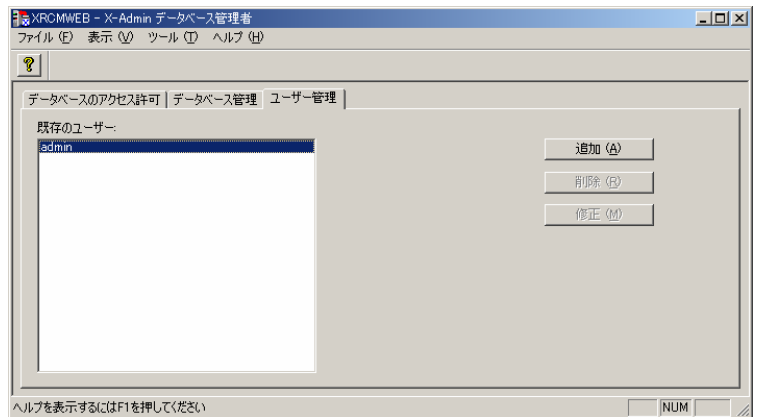 XRCMWEB - X-Admin データベース管理者
ファイル (F) 表示 (V) ツール (T) ヘルプ (H)
データベースのアクセス許可 データベース管理 ユーザー管理
既存のユーザー:
admin
追加 (A)
削除 (R)
修正 (M)
ヘルプを表示するにはF1を押してください NUM